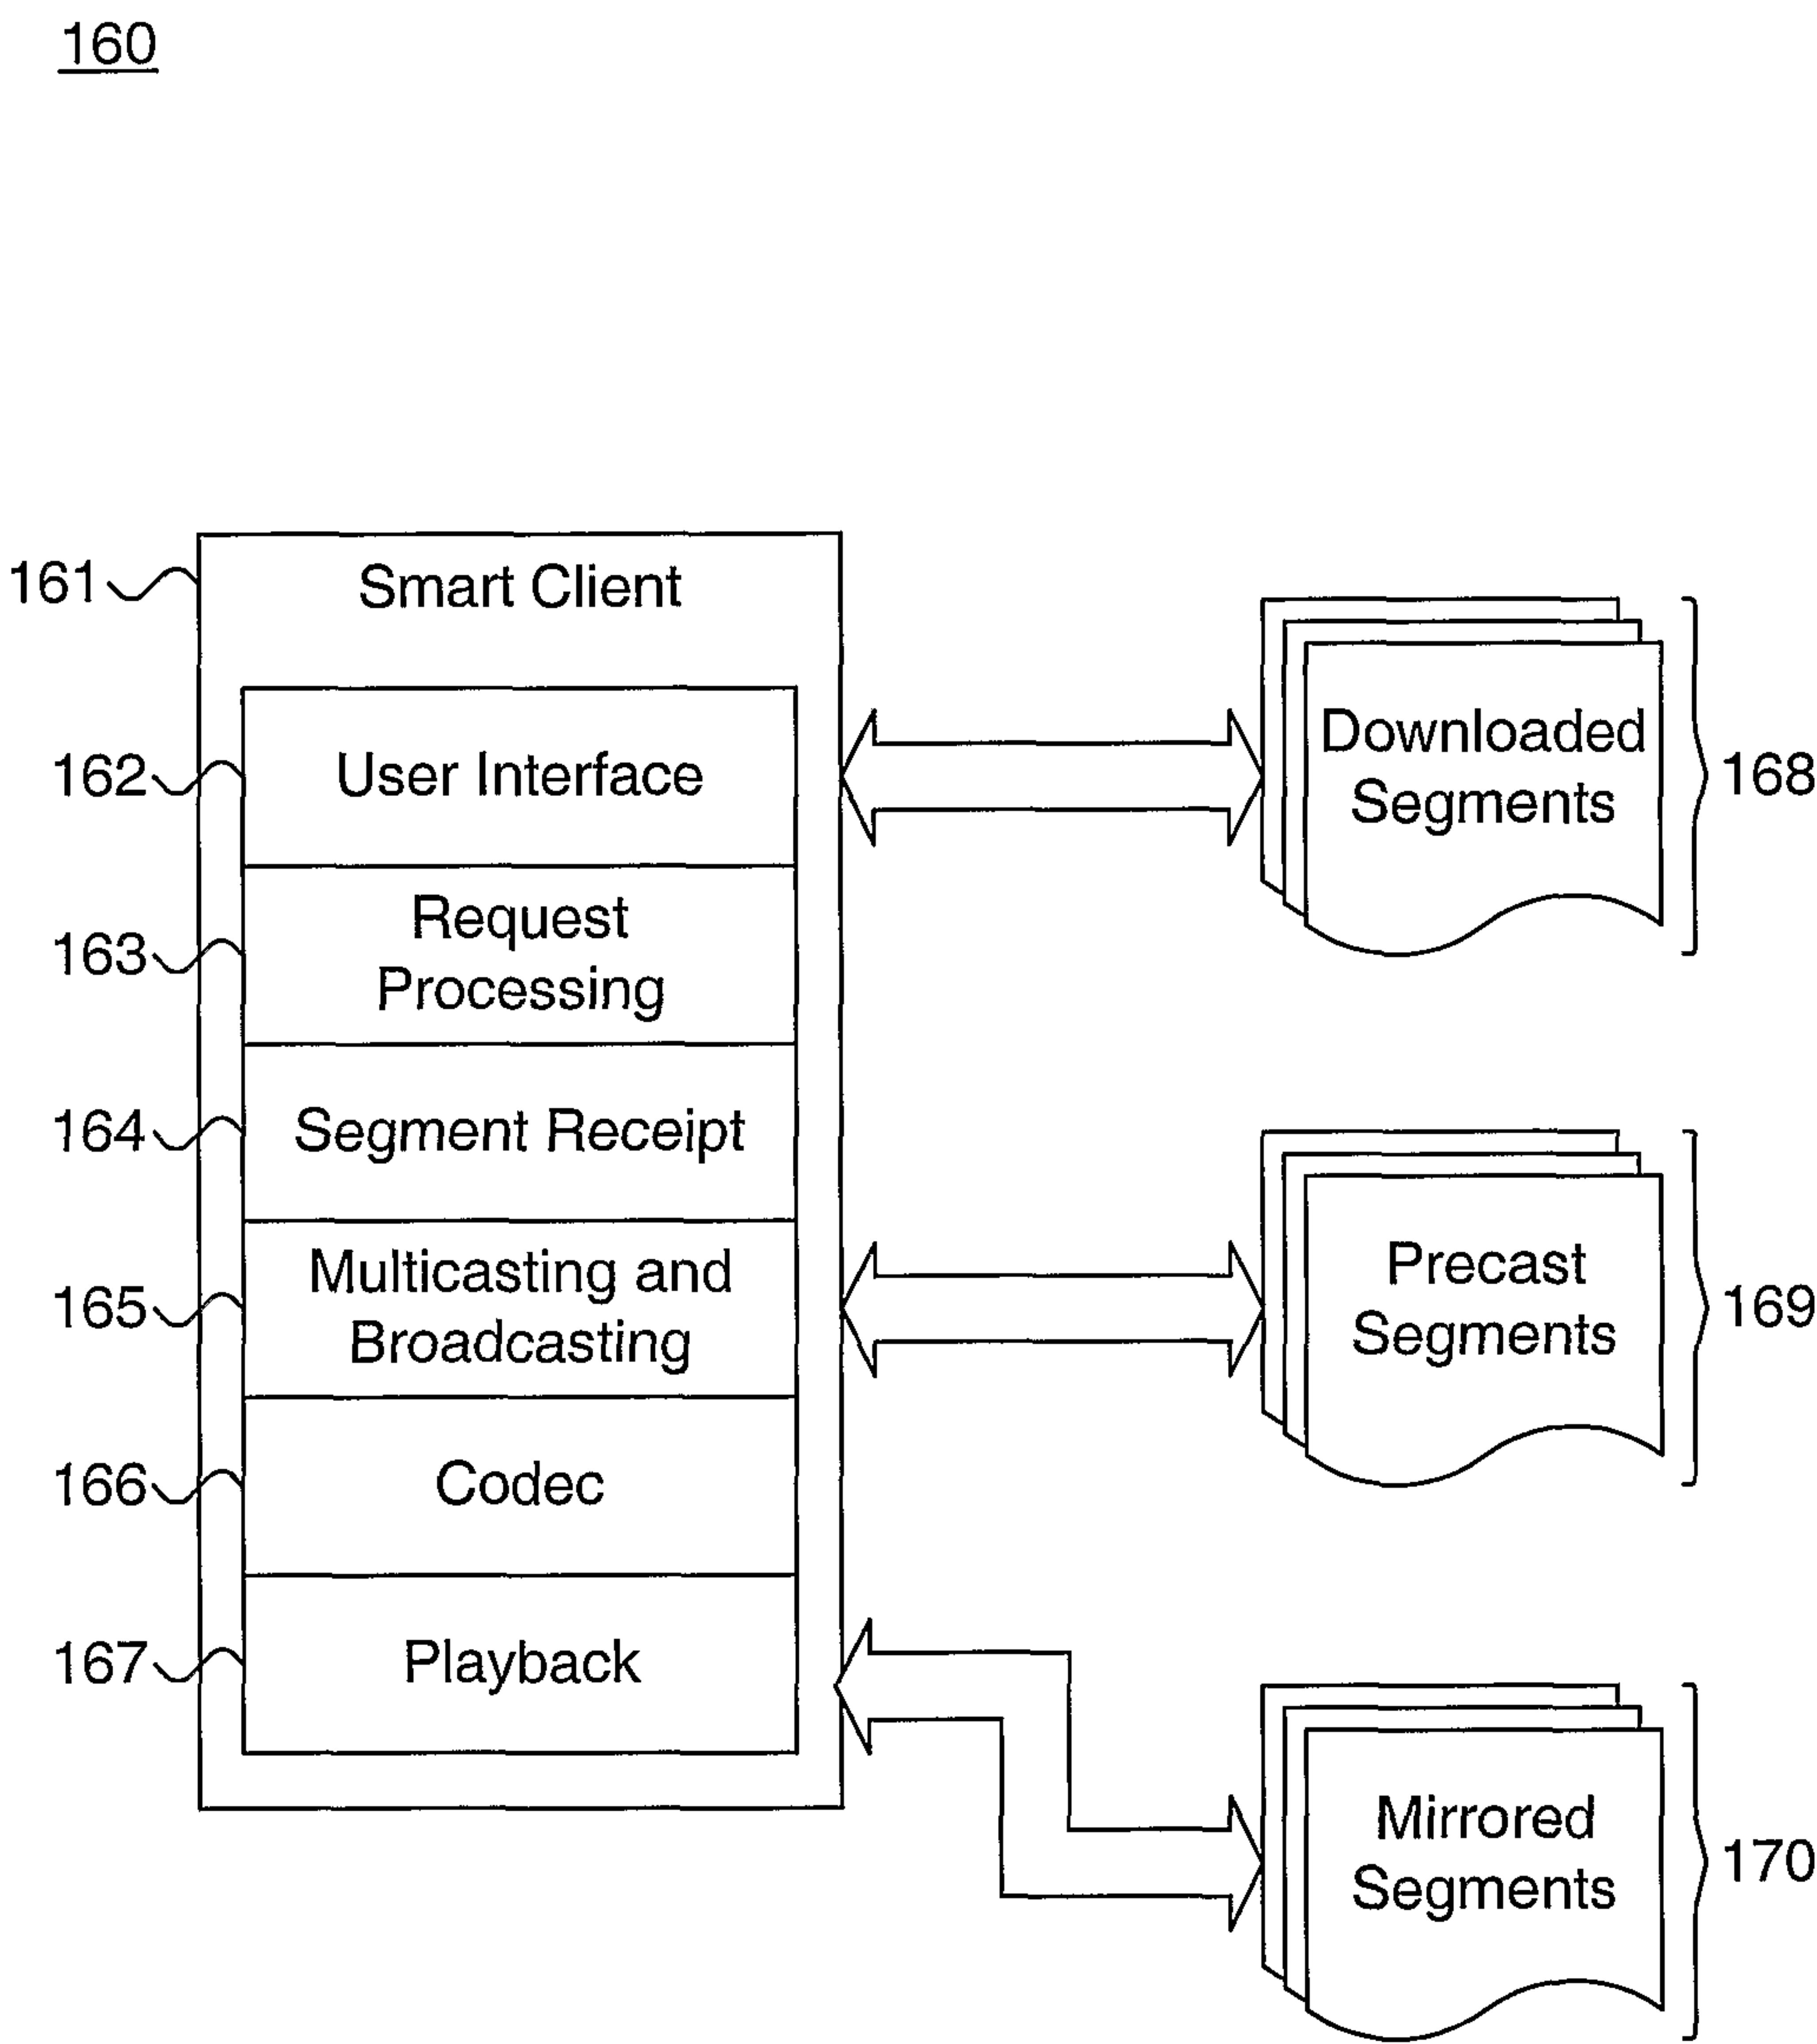 160
161
Smart Client
162
User Interface
163
Request
Processing
164
Segment Receipt
165
Multicasting and
Broadcasting
166
Codec
167
Playback
Downloaded
Segments
168
Precast
Segments
169
Mirrored
Segments
170